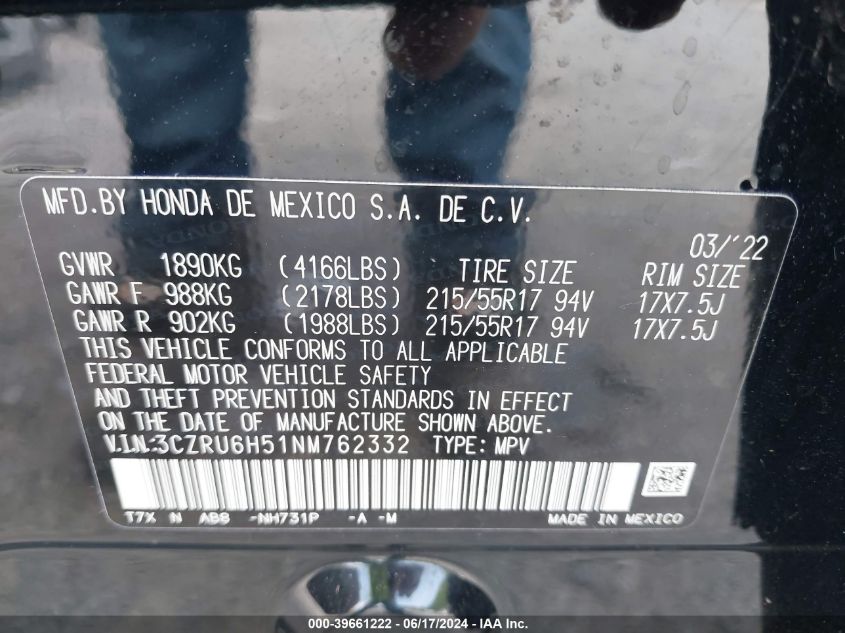 MFD.BY HONDA DE MEXICO S.A. DE C.V.
03/'22
GVWR 1890KG (4166LBS) TIRE SIZE RIM SIZE
GAWR F 988KG (2178LBS) 215/55R17 94V 17X7.5J
GAWR R 902KG (1988LBS) 215/55R17 94V 17X7.5J
THIS VEHICLE CONFORMS TO ALL APPLICABLE
FEDERAL MOTOR VEHICLE SAFETY
AND THEFT PREVENTION STANDARDS IN EFFECT
ON THE DATE OF MANUFACTURE SHOWN ABOVE.
V.I.N.:3CZRU6H51NM762332 TYPE: MPV
T7X N AB8 -NH731P -A -M MADE IN MEXICO
000-39661222 - 06/17/2024 - IAA Inc.